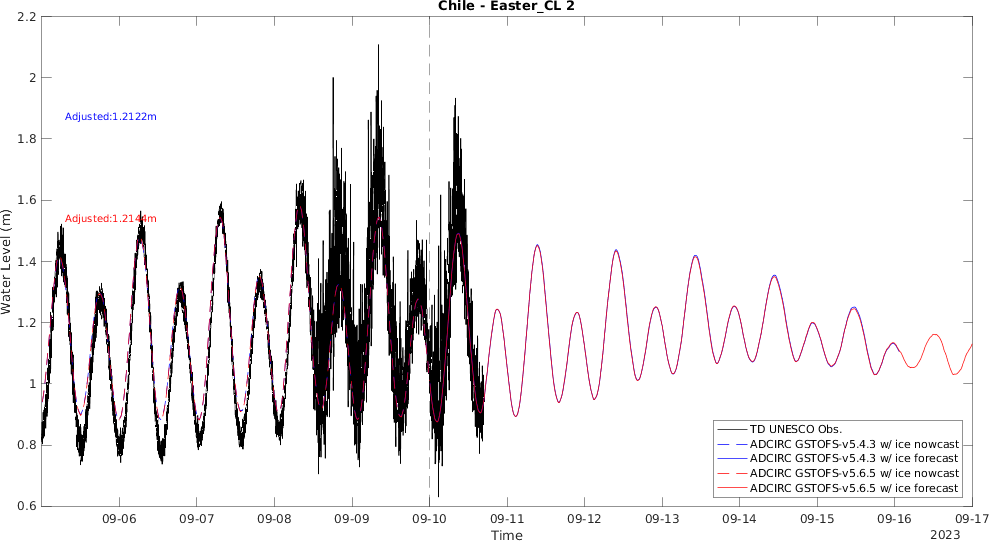 Chile - Easter_CL 2
2.2
2
1.8
1.6
1.4
1.2
1
0.8
0.6
Water Level (m)
Adjusted:1.2122m
Adjusted:1.2144m
TD UNESCO Obs.
ADCIRC GSTOFS-v5.4.3 w/ ice nowcast
ADCIRC GSTOFS-v5.4.3 w/ ice forecast
ADCIRC GSTOFS-v5.6.5 w/ ice nowcast
ADCIRC GSTOFS-v5.6.5 w/ ice forecast
09-06 09-07 09-08 09-09 09-10 09-11 09-12 09-13 09-14 09-15 09-16 09-17
Time
2023